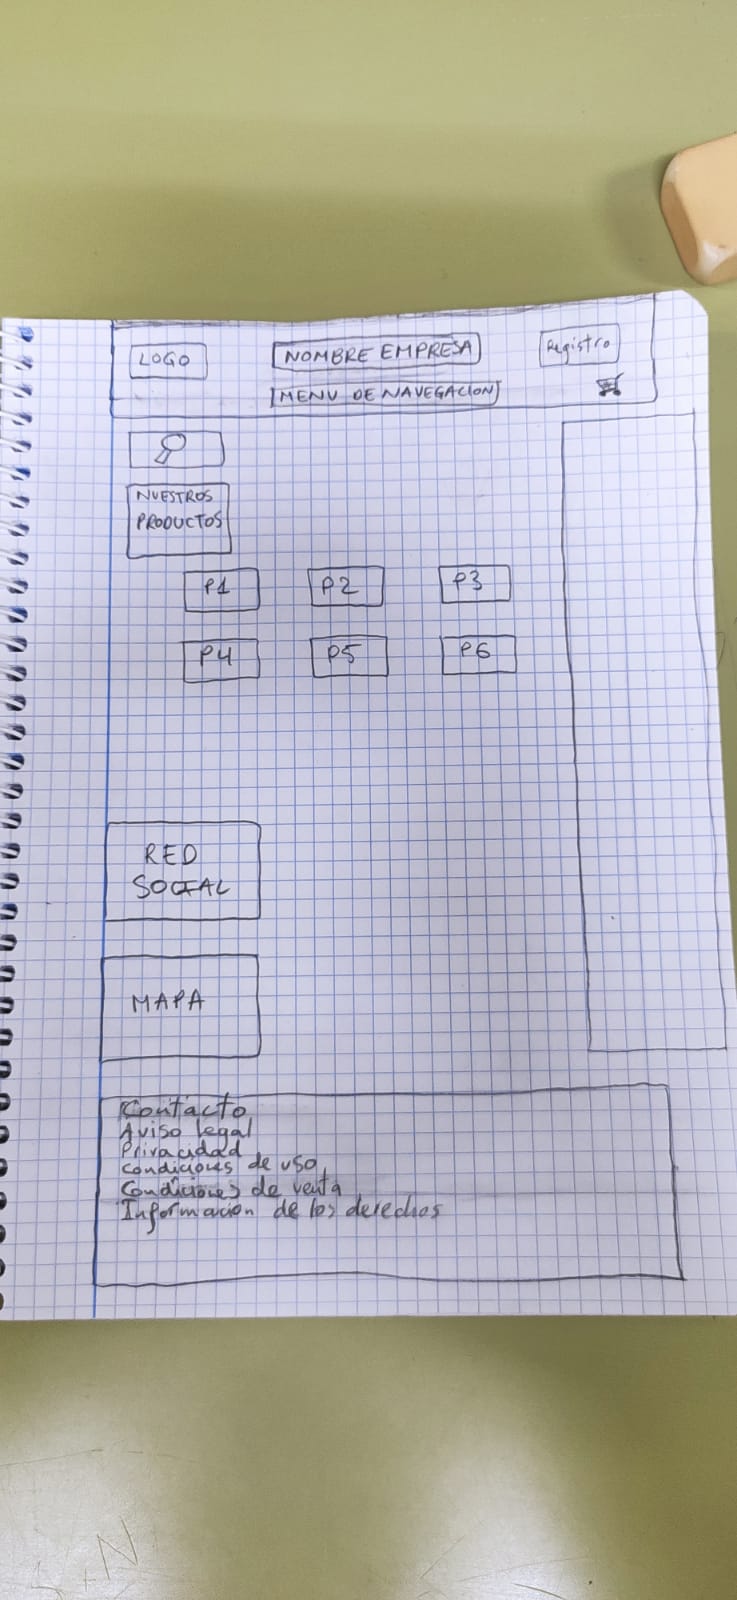 LOGO
NOMBRE EMPRESA
Registro
MENU DE NAVEGACION
NUESTROS
PRODUCTOS
P1
P2
P3
P4
P5
P6
RED
SOCIAL
MAPA
Contacto
Aviso legal
Privacidad
Condiciones de uso
Condiciones de venta
Informacion de los derechos